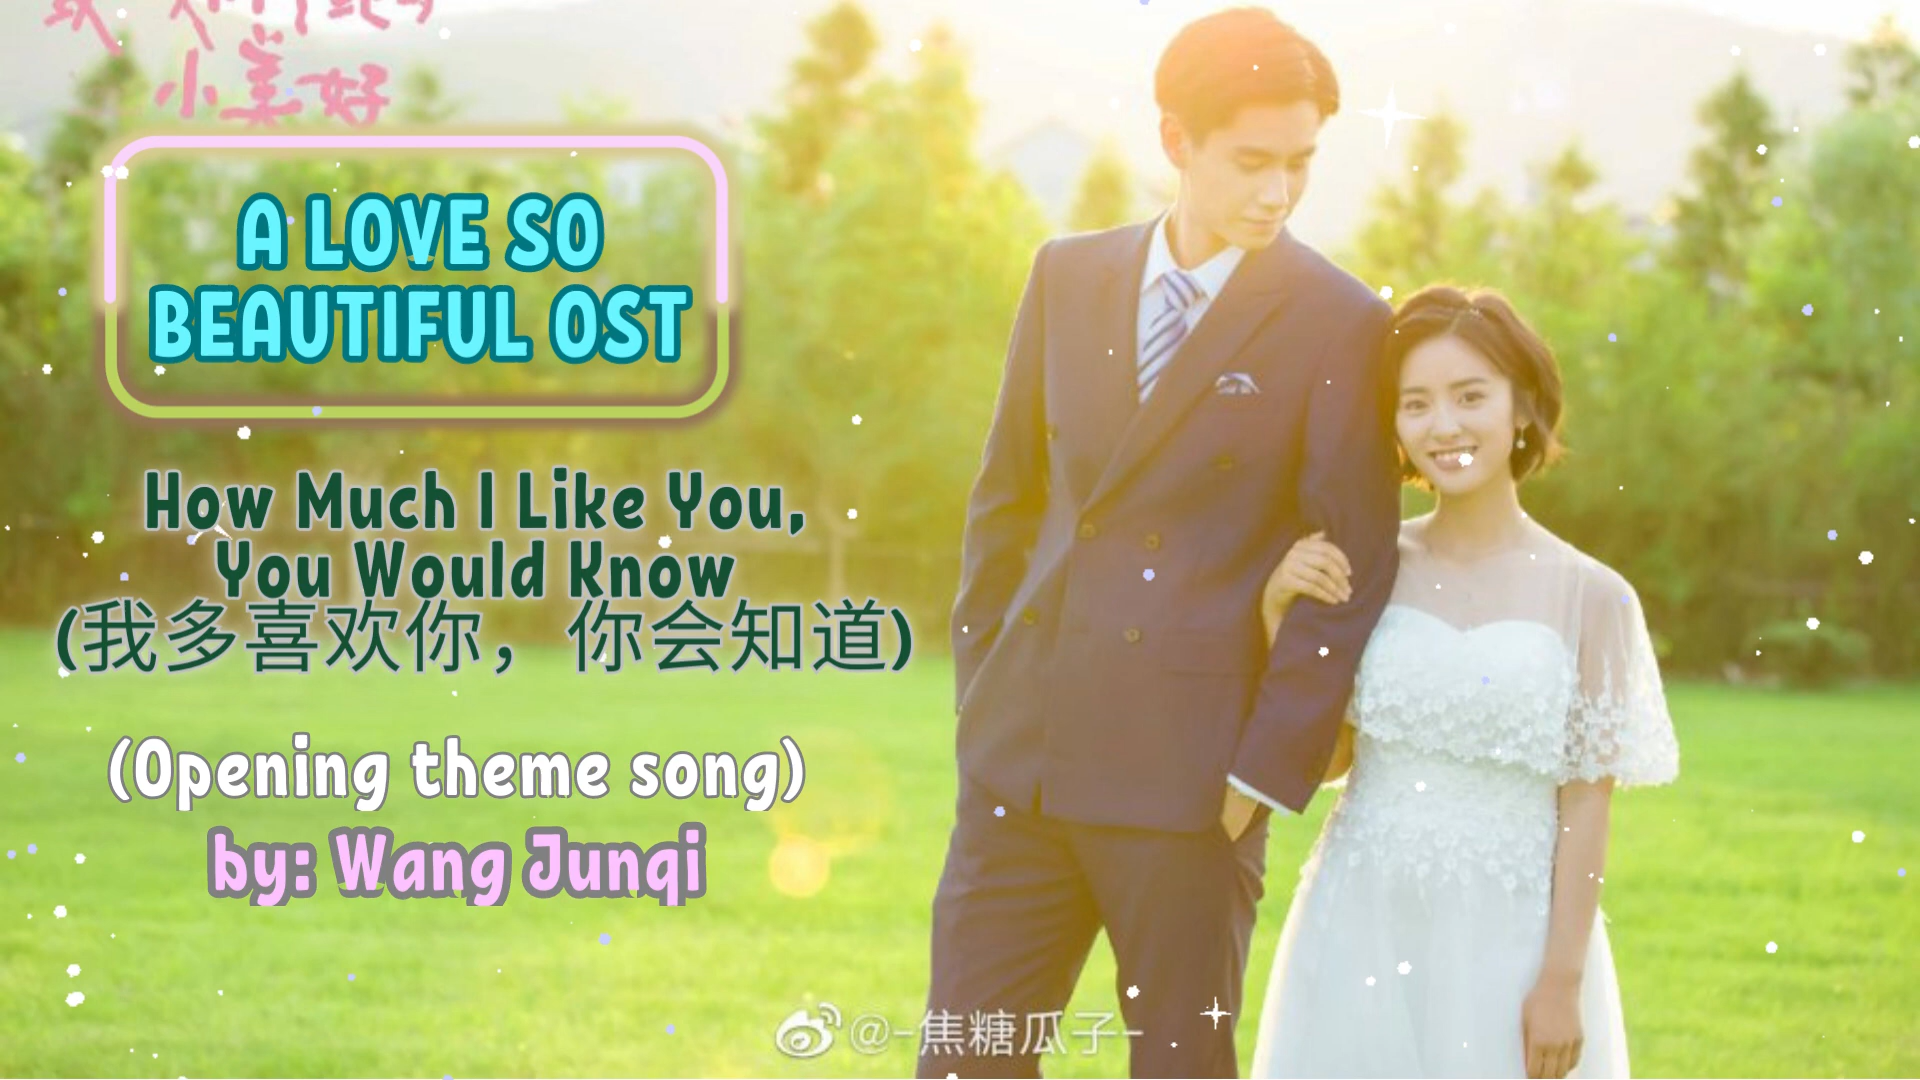 小美好
A LOVE SO
BEAUTIFUL OST
How Much I Like You,
You Would Know
(我多喜欢你，你会知道)
(Opening theme song)
by: Wang Junqi
@-焦糖瓜子-